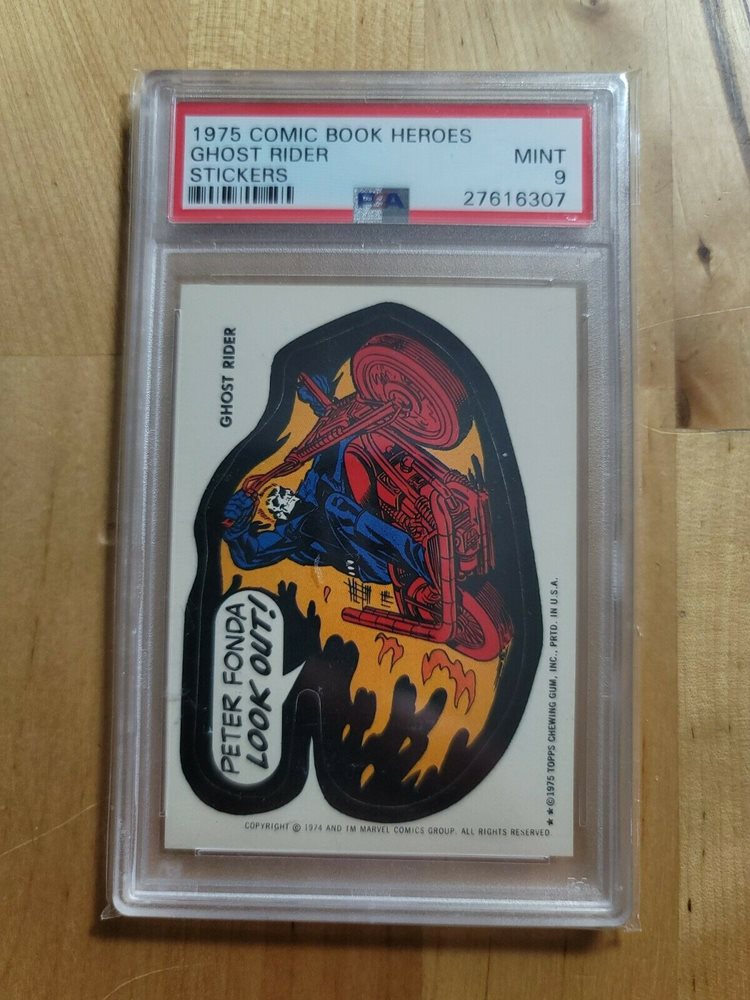 1975 COMIC BOOK HEROES
GHOST RIDER MINT
STICKERS 9
PSA 27616307
GHOST RIDER
PETER FONDA
LOOK OUT!
COPYRIGHT © 1974 AND TM MARVEL COMICS GROUP. ALL RIGHTS RESERVED.
★★©1975 TOPPS CHEWING GUM, INC., PRTD. IN U.S.A.